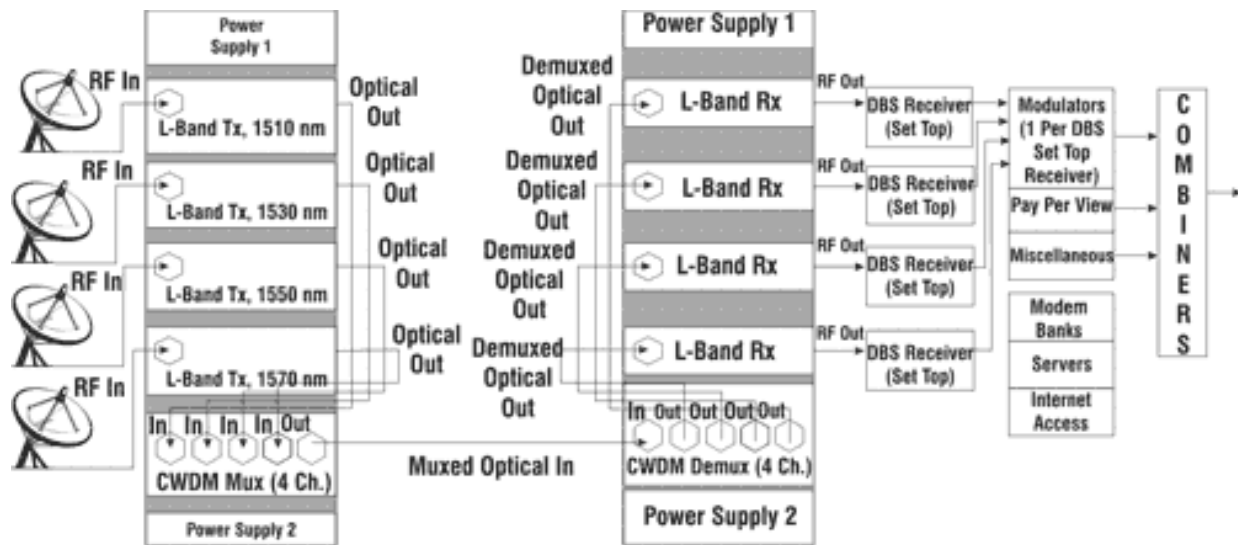 Power
Supply 1
RF In
L-Band Tx, 1510 nm
Optical
Out
RF In
L-Band Tx, 1530 nm
Optical
Out
RF In
L-Band Tx, 1550 nm
Optical
Out
RF In
L-Band Tx, 1570 nm
Optical
Out
In In In In Out
CWDM Mux (4 Ch.)
Power Supply 2
Muxed Optical In
Power Supply 1
Demuxed
Optical
Out
L-Band Rx
Demuxed
Optical
Out
L-Band Rx
Demuxed
Optical
Out
L-Band Rx
Demuxed
Optical
Out
L-Band Rx
In Out Out Out Out
CWDM Demux (4 Ch.)
Power Supply 2
RF Out
DBS Receiver
(Set Top)
RF Out
DBS Receiver
(Set Top)
RF Out
DBS Receiver
(Set Top)
RF Out
DBS Receiver
(Set Top)
Modulators
(1 Per DBS
Set Top
Receiver)
Pay Per View
Miscellaneous
Modem
Banks
Servers
Internet
Access
COMBINERS